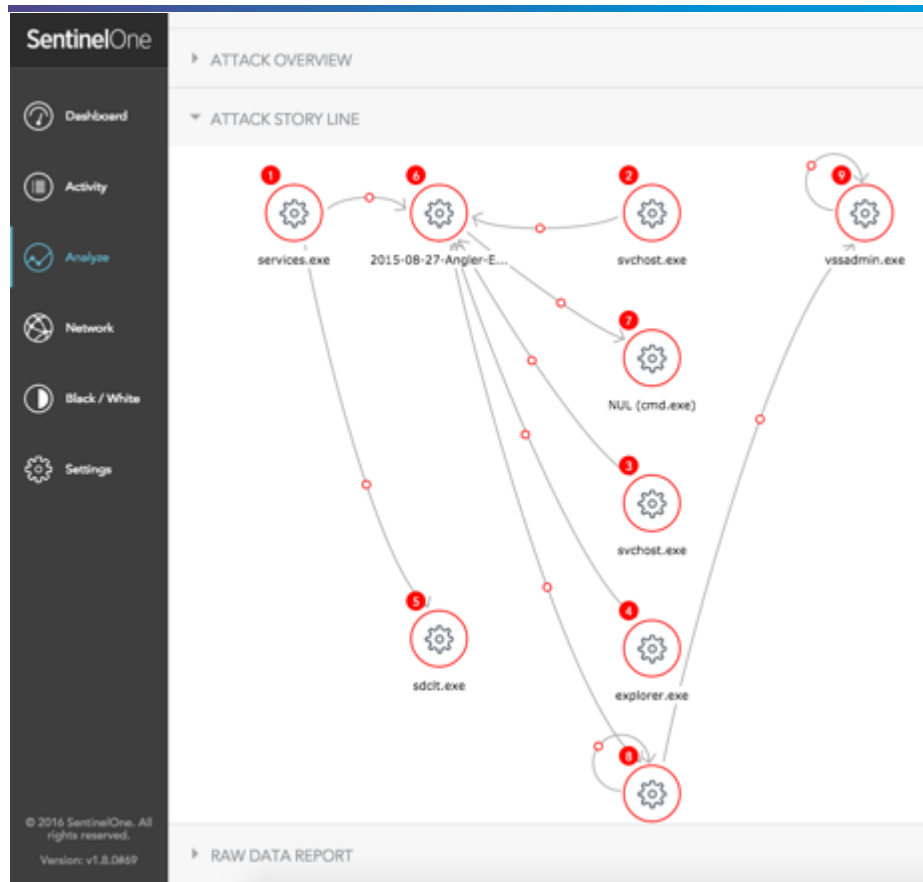 SentinelOne
Dashboard
Activity
Analyze
Network
Black / White
Settings
© 2016 SentinelOne. All
rights reserved.
Version: v1.8.0#69
ATTACK OVERVIEW
ATTACK STORY LINE
1
services.exe
6
2015-08-27-Angler-E...
2
svchost.exe
9
vssadmin.exe
7
NUL (cmd.exe)
3
svchost.exe
5
sdclt.exe
4
explorer.exe
8
RAW DATA REPORT